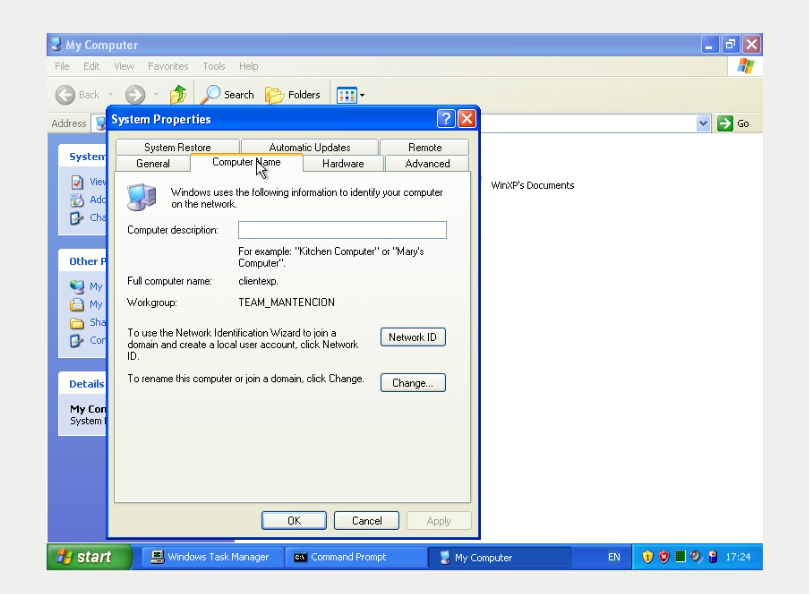 My Computer
File Edit View Favorites Tools Help
Back Search Folders
Address Go
System Properties
System Restore Automatic Updates Remote
General Computer Name Hardware Advanced
Windows uses the following information to identify your computer
on the network.
Computer description:
For example: "Kitchen Computer" or "Mary's
Computer".
Full computer name: clientexp.
Workgroup: TEAM_MANTENCION
To use the Network Identification Wizard to join a
domain and create a local user account, click Network
ID.
Network ID
To rename this computer or join a domain, click Change.
Change...
OK Cancel Apply
System
View
Add
Cha
Other P
My
My
Sha
Con
Details
My Com
System
WinXP's Documents
start Windows Task Manager Command Prompt My Computer EN 17:24